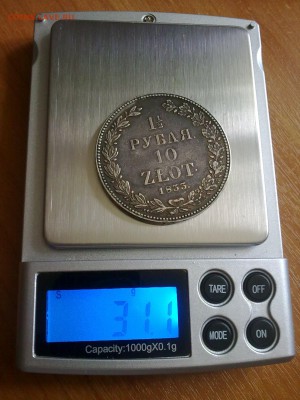 1½
РУБЛЯ
10
ZŁOT.
1833.
31.1
TARE
OFF
MODE
ON
Capacity:1000gX0.1g